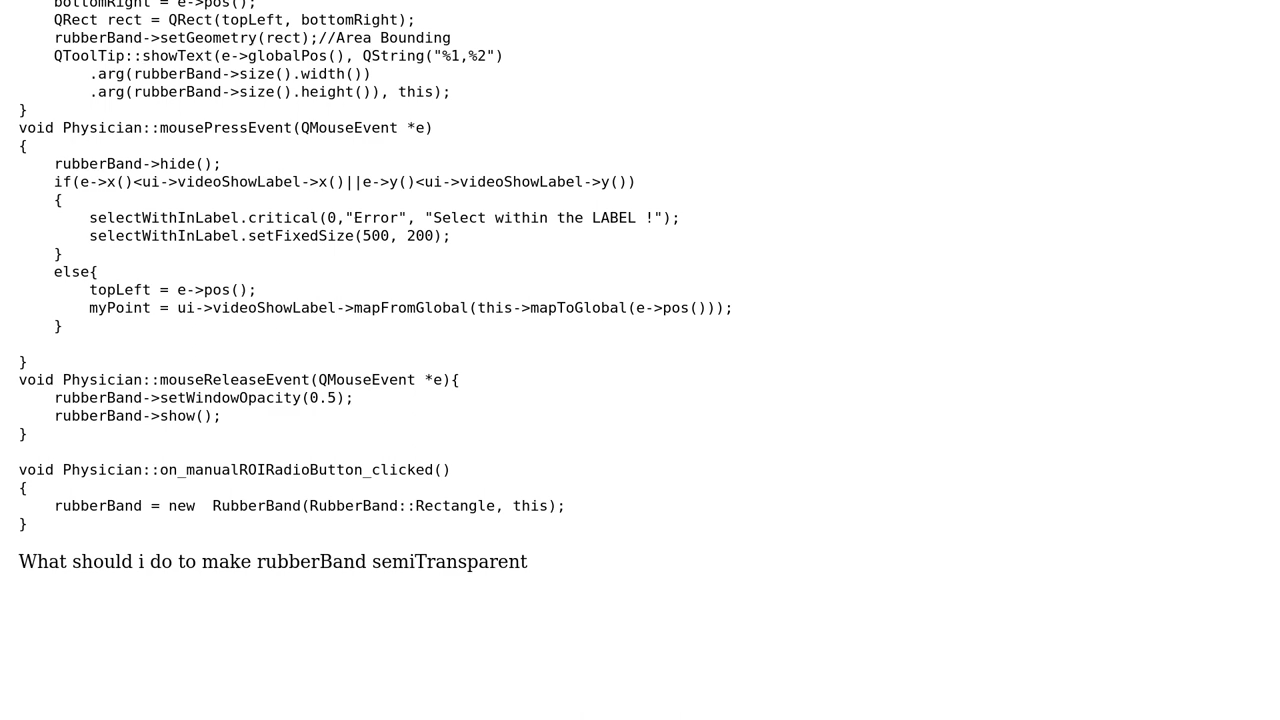 bottomRight = e->pos();
    QRect rect = QRect(topLeft, bottomRight);
    rubberBand->setGeometry(rect);//Area Bounding
    QToolTip::showText(e->globalPos(), QString("%1,%2")
        .arg(rubberBand->size().width())
        .arg(rubberBand->size().height()), this);
}
void Physician::mousePressEvent(QMouseEvent *e)
{
    rubberBand->hide();
    if(e->x()<ui->videoShowLabel->x()||e->y()<ui->videoShowLabel->y())
    {
        selectWithInLabel.critical(0,"Error", "Select within the LABEL !");
        selectWithInLabel.setFixedSize(500, 200);
    }
    else{
        topLeft = e->pos();
        myPoint = ui->videoShowLabel->mapFromGlobal(this->mapToGlobal(e->pos()));
    }

}
void Physician::mouseReleaseEvent(QMouseEvent *e){
    rubberBand->setWindowOpacity(0.5);
    rubberBand->show();
}

void Physician::on_manualROIRadioButton_clicked()
{
    rubberBand = new  RubberBand(RubberBand::Rectangle, this);
}
What should i do to make rubberBand semiTransparent